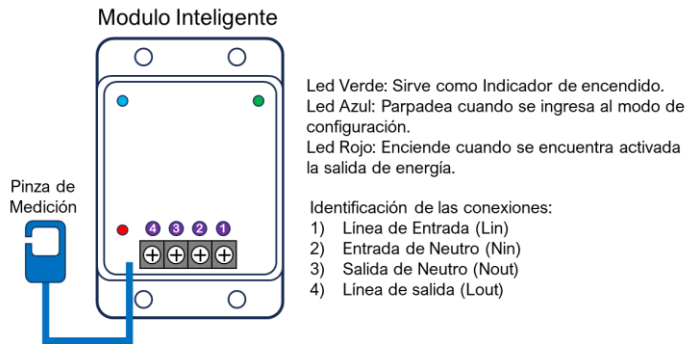 Modulo Inteligente
Led Verde: Sirve como Indicador de encendido.
Led Azul: Parpadea cuando se ingresa al modo de
configuración.
Led Rojo: Enciende cuando se encuentra activada
la salida de energía.
Pinza de
Medición
4 3 2 1
Identificación de las conexiones:
1) Línea de Entrada (Lin)
2) Entrada de Neutro (Nin)
3) Salida de Neutro (Nout)
4) Línea de salida (Lout)